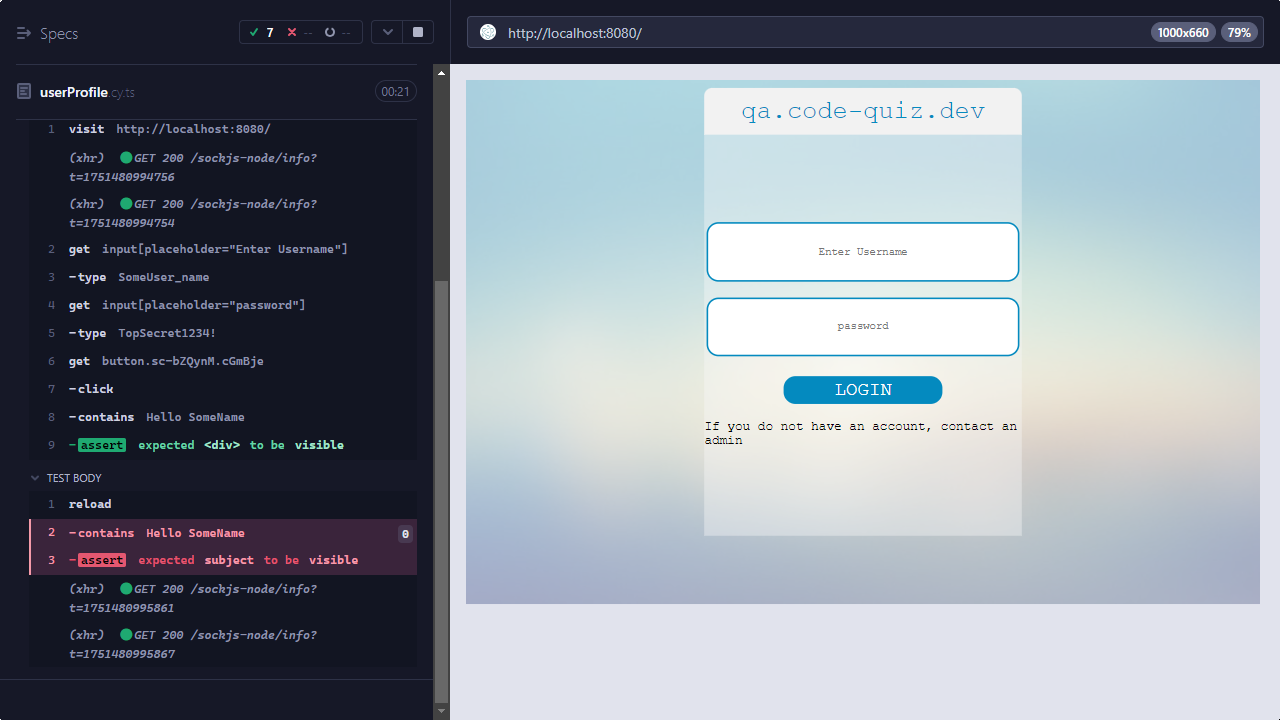 Specs
7 -- --
http://localhost:8080/
1000x660
79%
userProfile.cy.ts
00:21
1 visit http://localhost:8080/
(xhr) GET 200 /sockjs-node/info?
t=1751480994756
(xhr) GET 200 /sockjs-node/info?
t=1751480994754
2 get input[placeholder="Enter Username"]
3 -type SomeUser_name
4 get input[placeholder="password"]
5 -type TopSecret1234!
6 get button.sc-bZQynM.cGmBje
7 -click
8 -contains Hello SomeName
9 -assert expected <div> to be visible
TEST BODY
1 reload
2 -contains Hello SomeName 0
3 -assert expected subject to be visible
(xhr) GET 200 /sockjs-node/info?
t=1751480995861
(xhr) GET 200 /sockjs-node/info?
t=1751480995867
qa.code-quiz.dev
Enter Username
password
LOGIN
If you do not have an account, contact an
admin